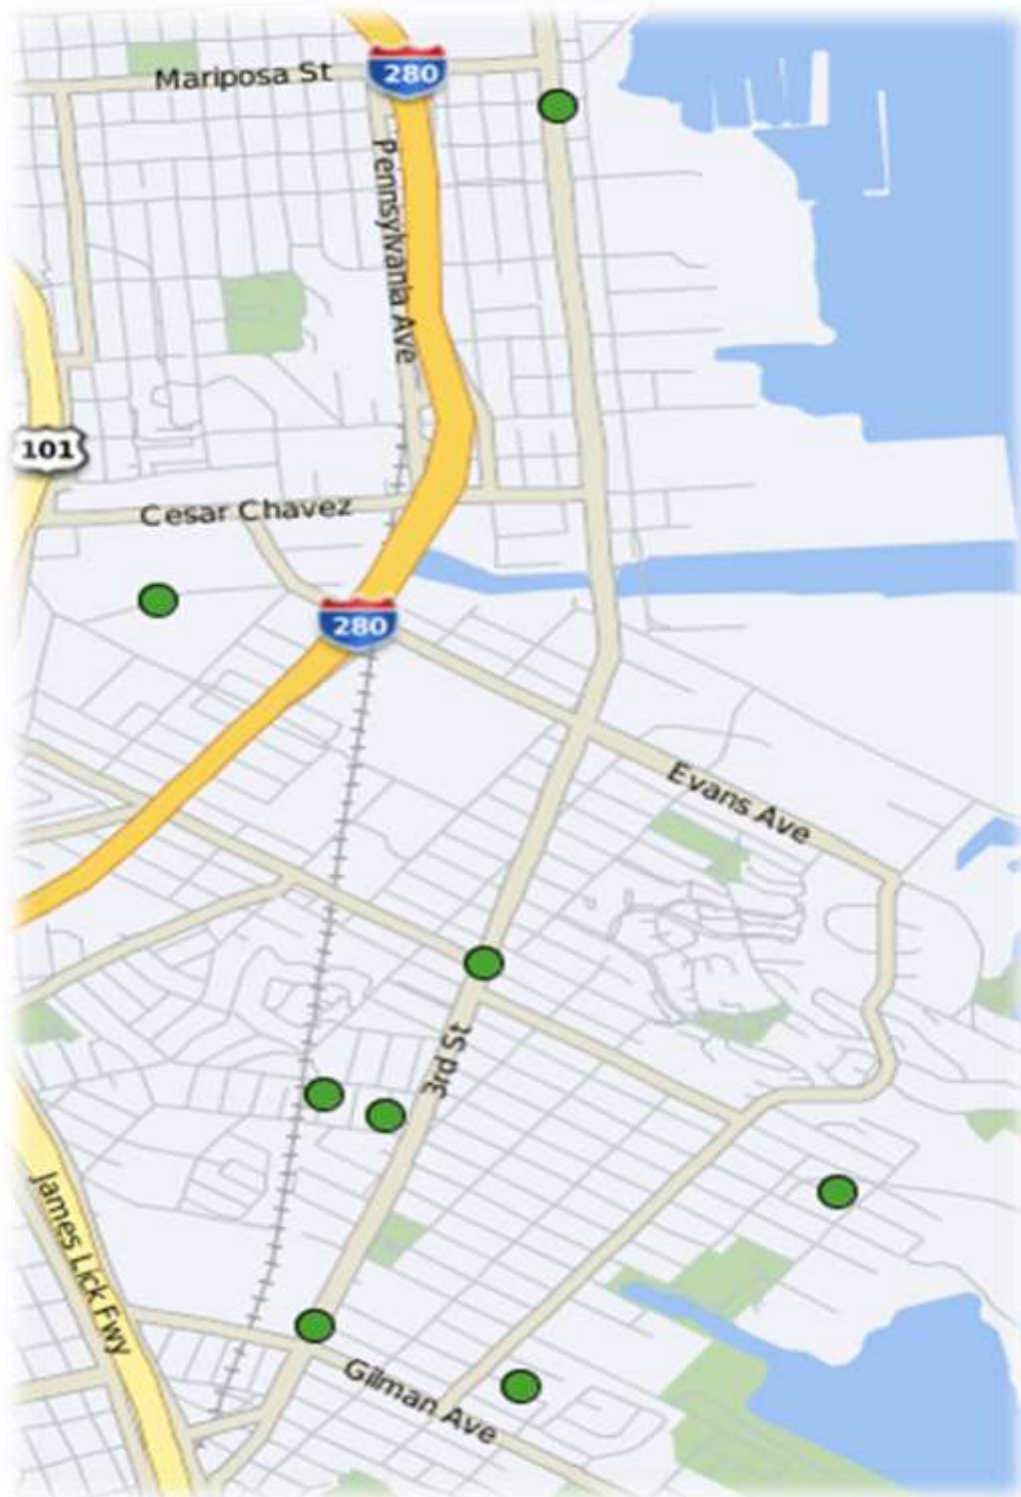 Mariposa St
280
Pennsylvania Ave
101
Cesar Chavez
280
Evans Ave
3rd St
James Lick Fwy
Gilman Ave